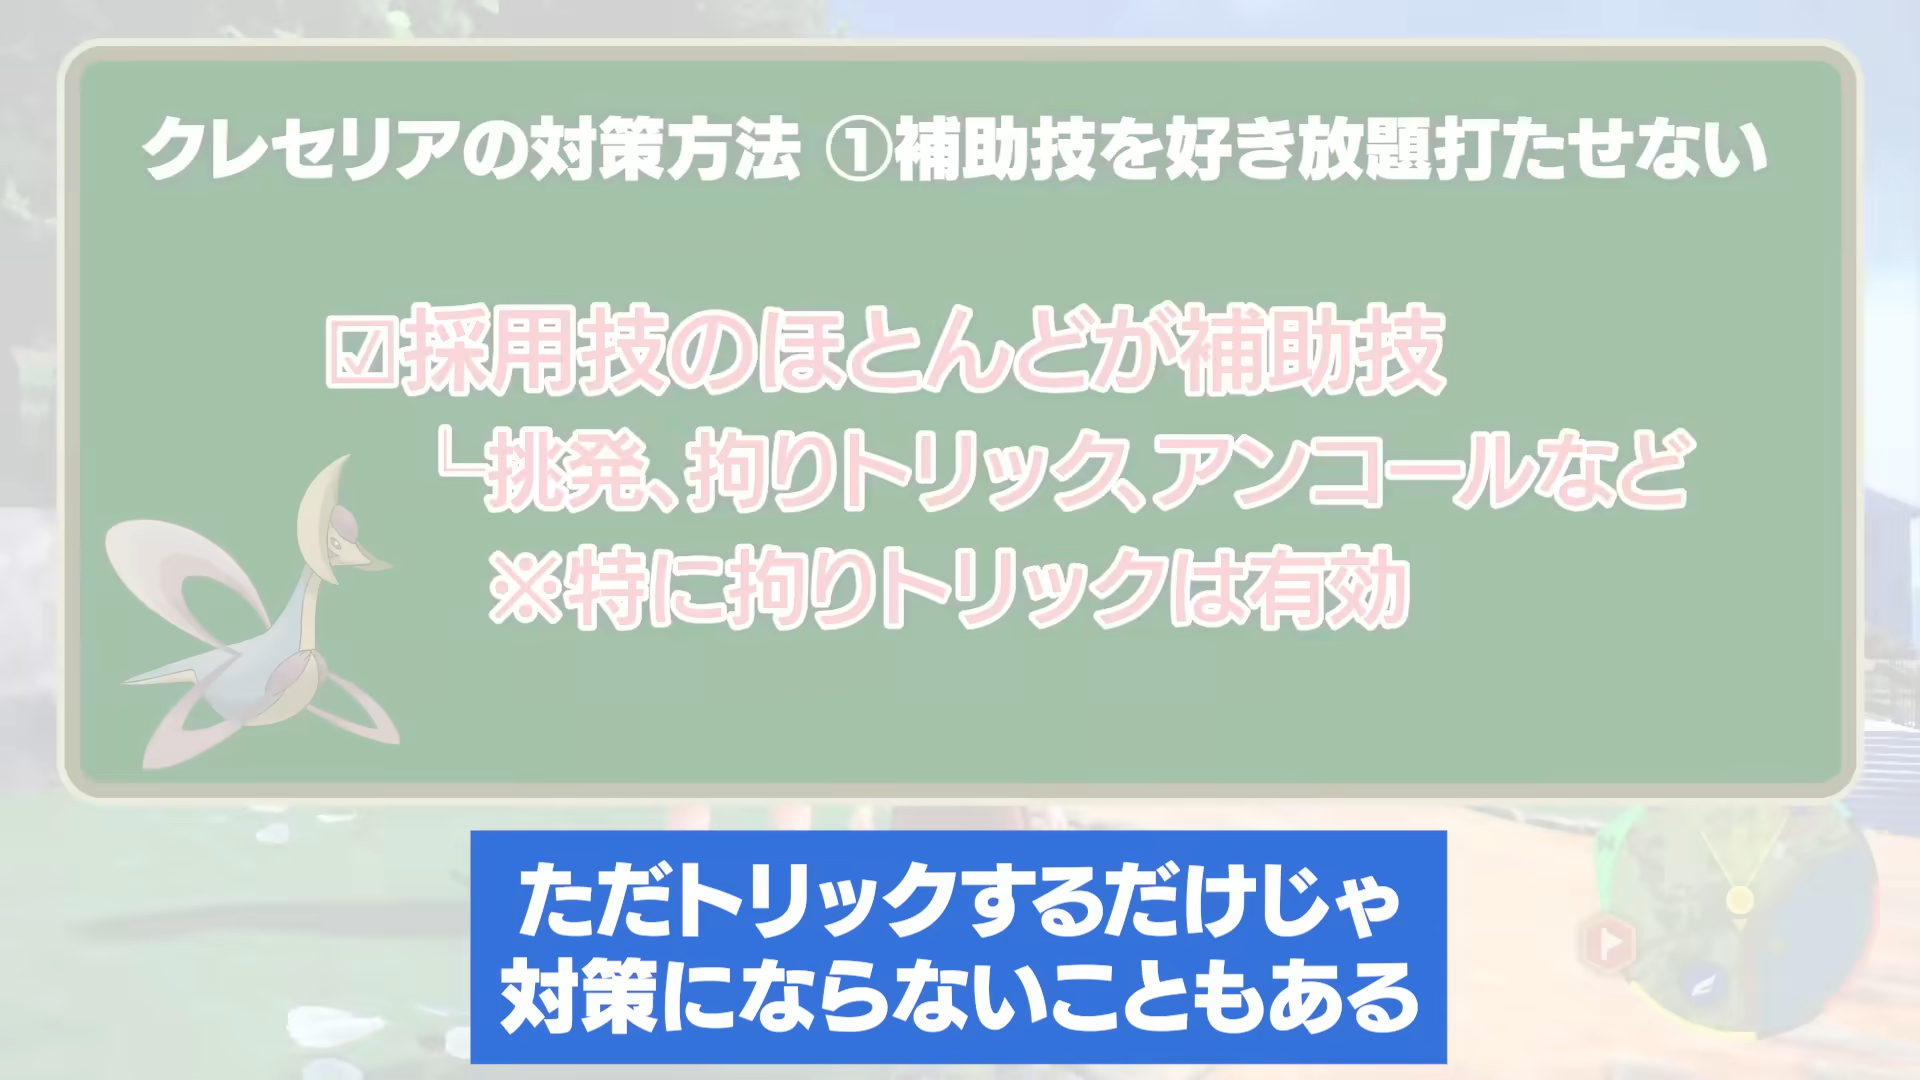 クレセリアの対策方法 ①補助技を好き放題打たせない
☑採用技のほとんどが補助技
└挑発、拘りトリック、アンコールなど
※特に拘りトリックは有効
N
ただトリックするだけじゃ
対策にならないこともある